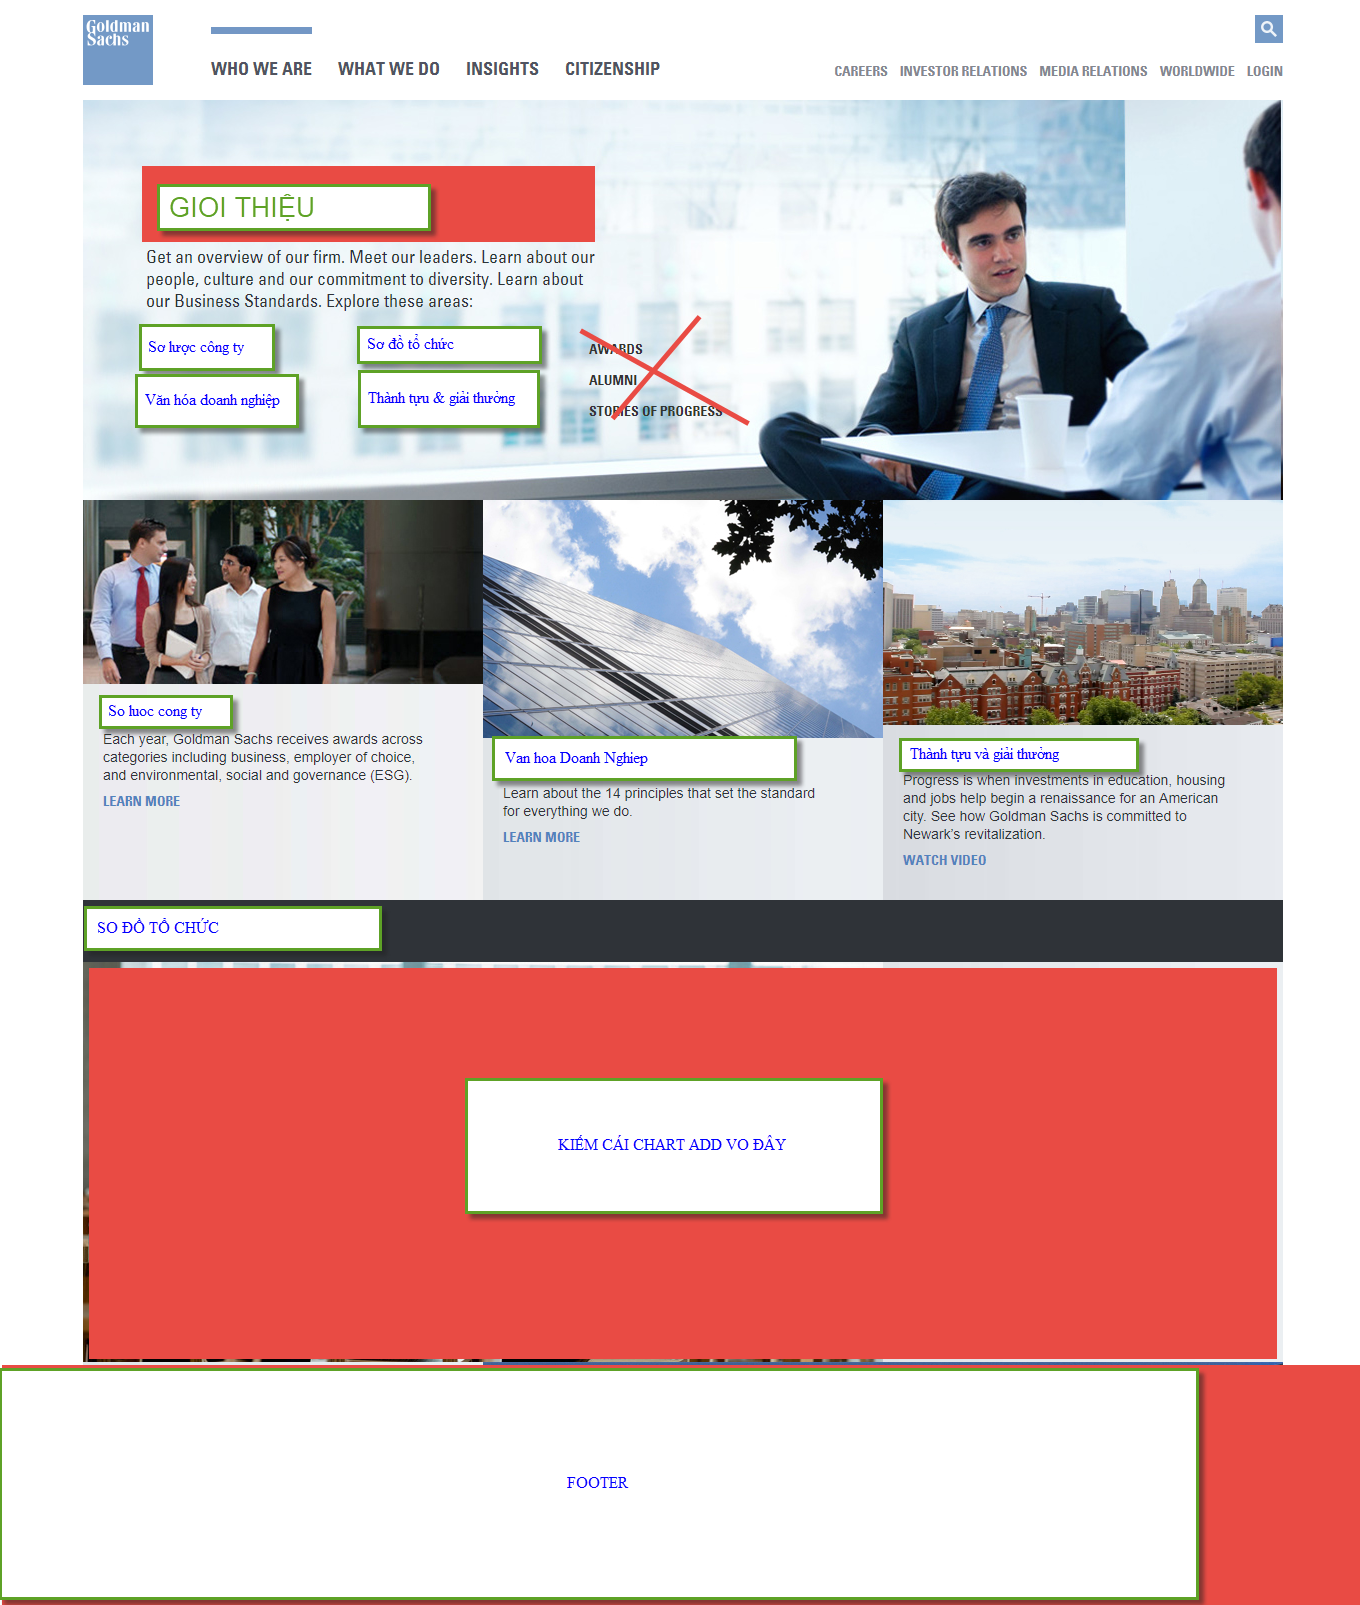 Goldman
Sachs
WHO WE ARE
WHAT WE DO
INSIGHTS
CITIZENSHIP
CAREERS
INVESTOR RELATIONS
MEDIA RELATIONS
WORLDWIDE
LOGIN
GIOI THIỆU
Get an overview of our firm. Meet our leaders. Learn about our
people, culture and our commitment to diversity. Learn about
our Business Standards. Explore these areas:
Sơ lược công ty
Sơ đồ tổ chức
AWARDS
Văn hóa doanh nghiệp
Thành tựu & giải thưởng
ALUMNI
STORIES OF PROGRESS
So luoc cong ty
Each year, Goldman Sachs receives awards across
categories including business, employer of choice,
and environmental, social and governance (ESG).
LEARN MORE
Van hoa Doanh Nghiep
Learn about the 14 principles that set the standard
for everything we do.
LEARN MORE
Thành tựu và giải thưởng
Progress is when investments in education, housing
and jobs help begin a renaissance for an American
city. See how Goldman Sachs is committed to
Newark's revitalization.
WATCH VIDEO
SO ĐỒ TỔ CHỨC
KIẾM CÁI CHART ADD VO ĐÂY
FOOTER